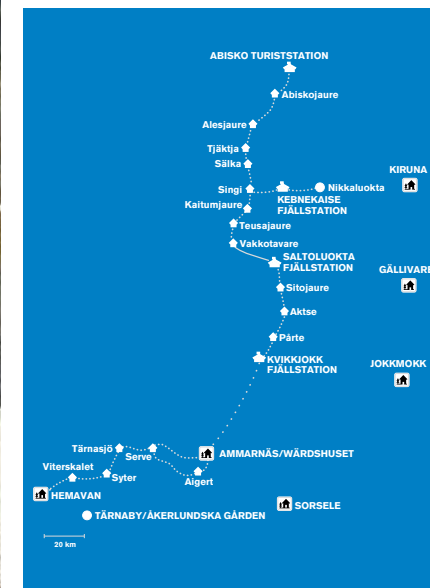 ABISKO TURISTSTATION
Abiskojaure
Alesjaure
Tjäktja
Sälka
KIRUNA
Singi
Nikkaluokta
KEBNEKAISE
FJÄLLSTATION
Kaitumjaure
Teusajaure
Vakkotavare
SALTOLUOKTA
FJÄLLSTATION
GÄLLIVARE
Sitojaure
Aktse
Pårte
KVIKKJOKK
FJÄLLSTATION
JOKKMOKK
Tärnasjö
Serve
AMMARNÄS/WÄRDSHUSET
Viterskalet
Syter
Aigert
HEMAVAN
SORSELE
TÄRNABY/ÅKERLUNDSKA GÅRDEN
20 km